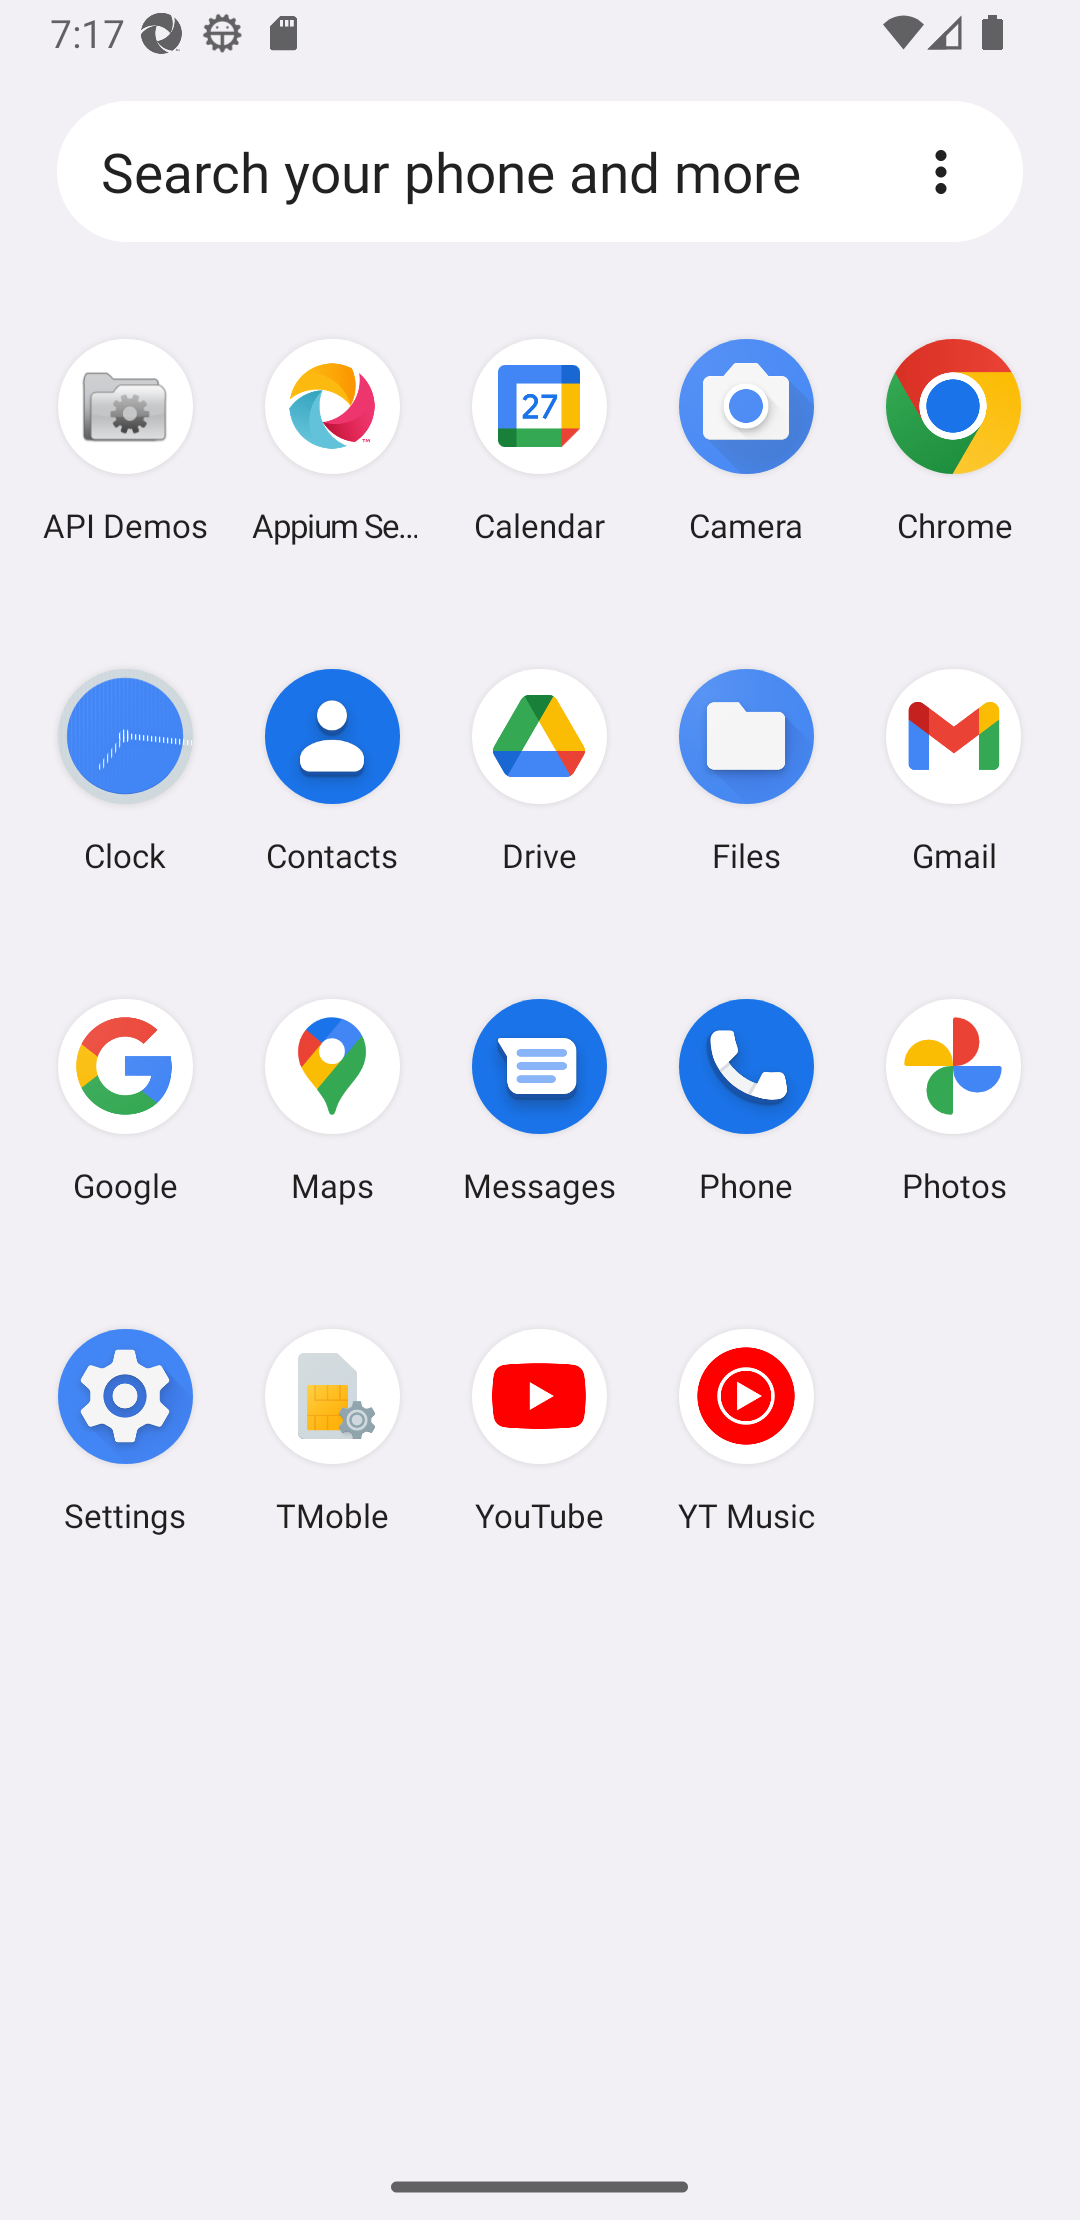 7:17
Search your phone and more
27
API Demos
Appium Se...
Calendar
Camera
Chrome
Clock
Contacts
Drive
Files
Gmail
Google
Maps
Messages
Phone
Photos
Settings
TMoble
YouTube
YT Music